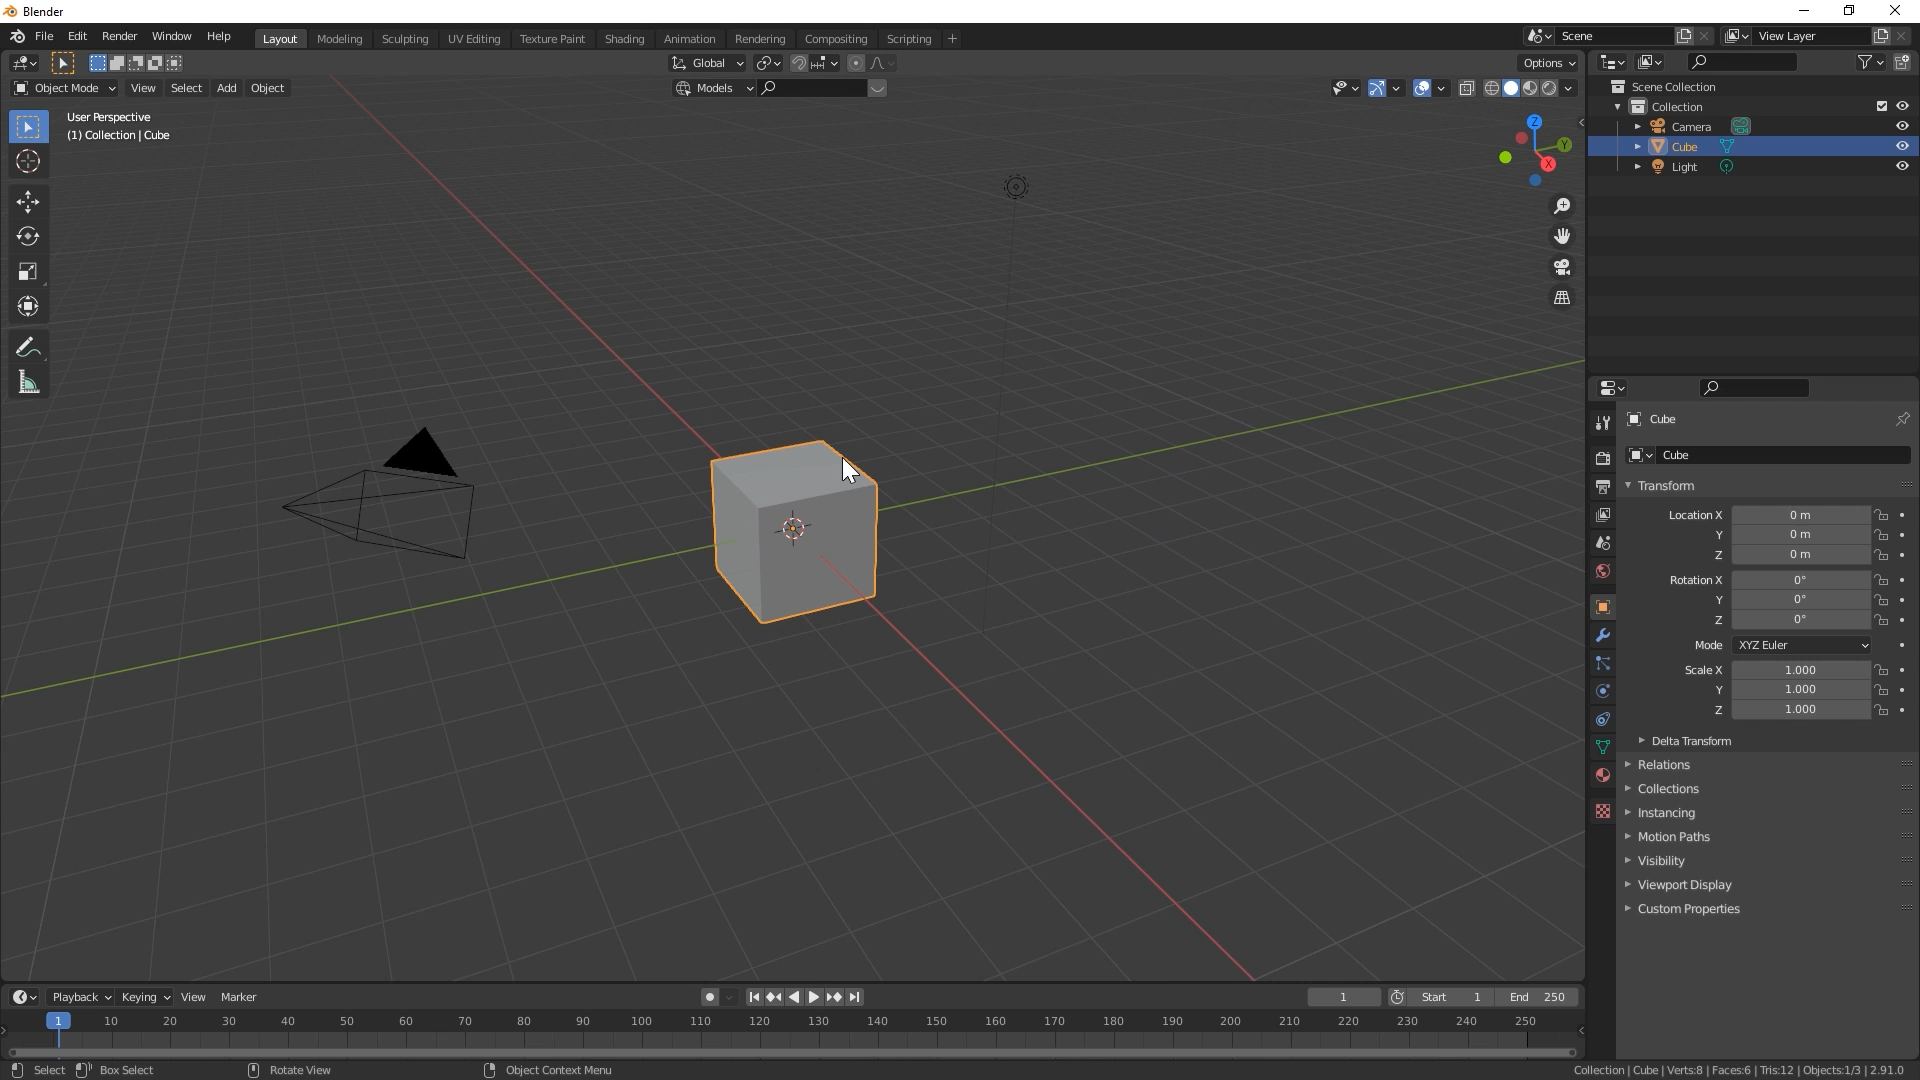 Blender
File Edit Render Window Help Layout Modeling Sculpting UV Editing Texture Paint Shading Animation Rendering Compositing Scripting + Scene View Layer
Global Options
Object Mode View Select Add Object Models
User Perspective
(1) Collection | Cube
Z
Y
X
Scene Collection
Collection
Camera
Cube
Light
Cube
Cube
Transform
Location X 0 m
Y 0 m
Z 0 m
Rotation X 0°
Y 0°
Z 0°
Mode XYZ Euler
Scale X 1.000
Y 1.000
Z 1.000
Delta Transform
Relations
Collections
Instancing
Motion Paths
Visibility
Viewport Display
Custom Properties
Playback Keying View Marker 1 Start 1 End 250
1 10 20 30 40 50 60 70 80 90 100 110 120 130 140 150 160 170 180 190 200 210 220 230 240 250
Select Box Select Rotate View Object Context Menu Collection | Cube | Verts:8 | Faces:6 | Tris:12 | Objects:1/3 | 2.91.0